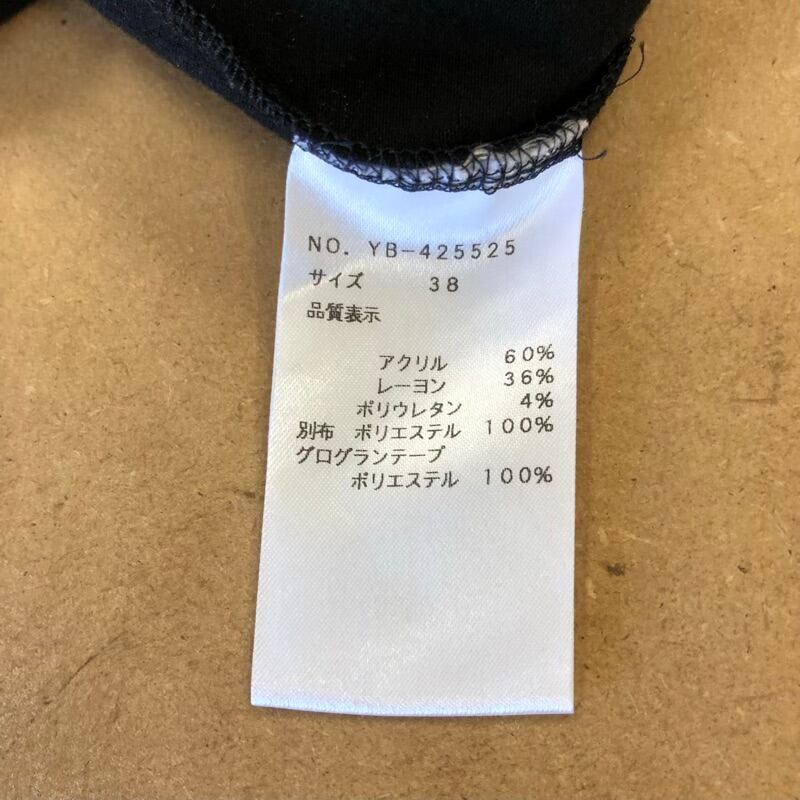 NO. YB-425525
サイズ 38
品質表示
アクリル 60%
レーヨン 36%
ポリウレタン 4%
別布 ポリエステル 100%
グログランテープ
ポリエステル 100%